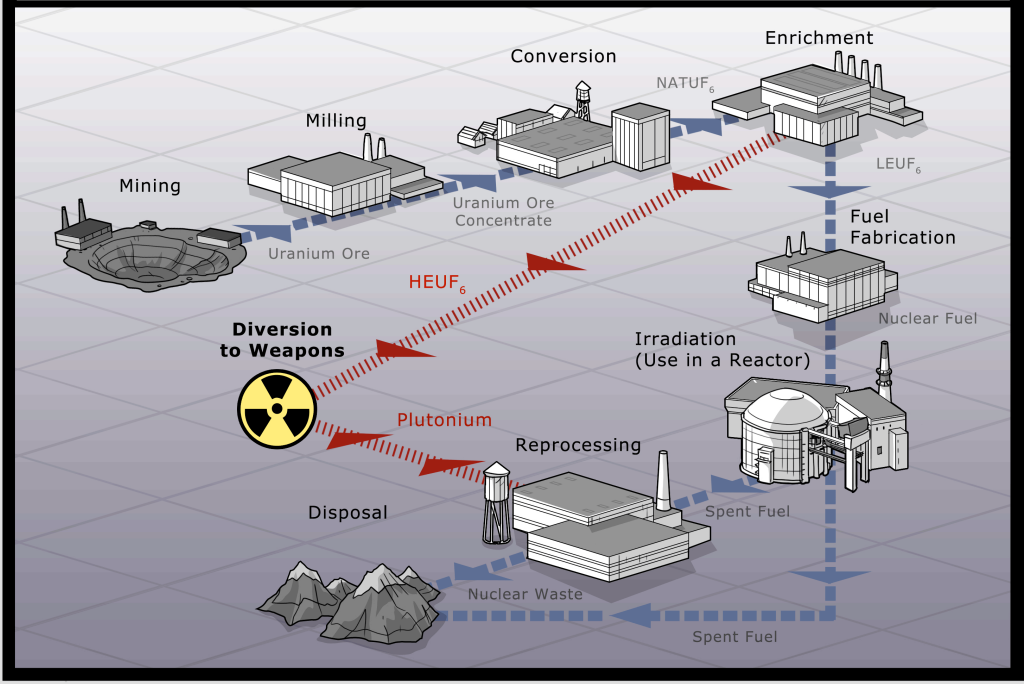 Enrichment
Conversion
NATUF₆
Milling
LEUF₆
Mining
Uranium Ore
Concentrate
Fuel
Fabrication
Uranium Ore
HEUF₆
Nuclear Fuel
Diversion
to Weapons
Irradiation
(Use in a Reactor)
Plutonium
Reprocessing
Disposal
Spent Fuel
Nuclear Waste
Spent Fuel